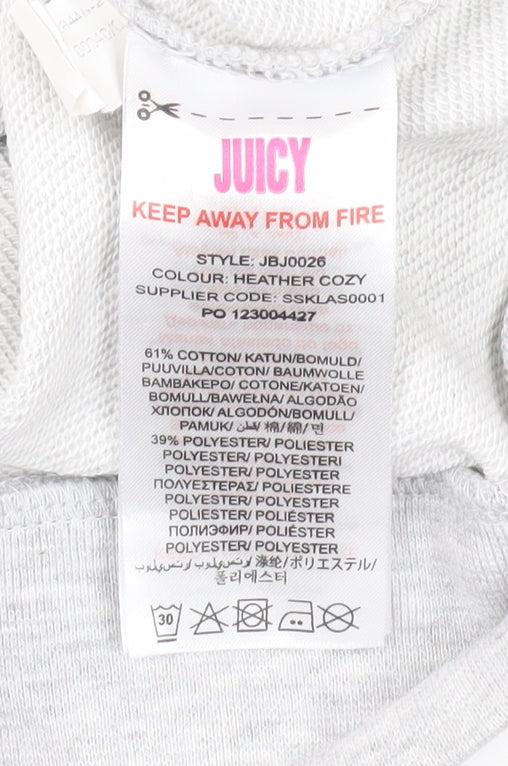 JUICY
KEEP AWAY FROM FIRE
STYLE: JBJ0026
COLOUR: HEATHER COZY
SUPPLIER CODE: SSKLAS0001
PO 123004427
61% COTTON/ KATUN/BOMULD/
PUUVILLA/COTON/ BAUMWOLLE
ΒΑΜΒΑΚΕΡΟ/ COTONE/KATOEN/
BOMULL/BAWEŁNA/ ALGODÃO
ХЛОПОК/ ALGODÓN/BOMULL/
PAMUK/ قطن/ 棉/綿/ 면
39% POLYESTER/ POLIESTER
POLYESTER/ POLYESTERI
POLYESTER/ POLYESTER
ΠΟΛΥΕΣΤΕΡΑΣ/ POLIESTERE
POLYESTER/ POLYESTER
POLIESTER/ POLIÉSTER
ПОЛИЭФИР/ POLIÉSTER
POLYESTER/ POLYESTER
بوليستر/ بوليستر/涤纶/ポリエステル/
폴리에스터
30